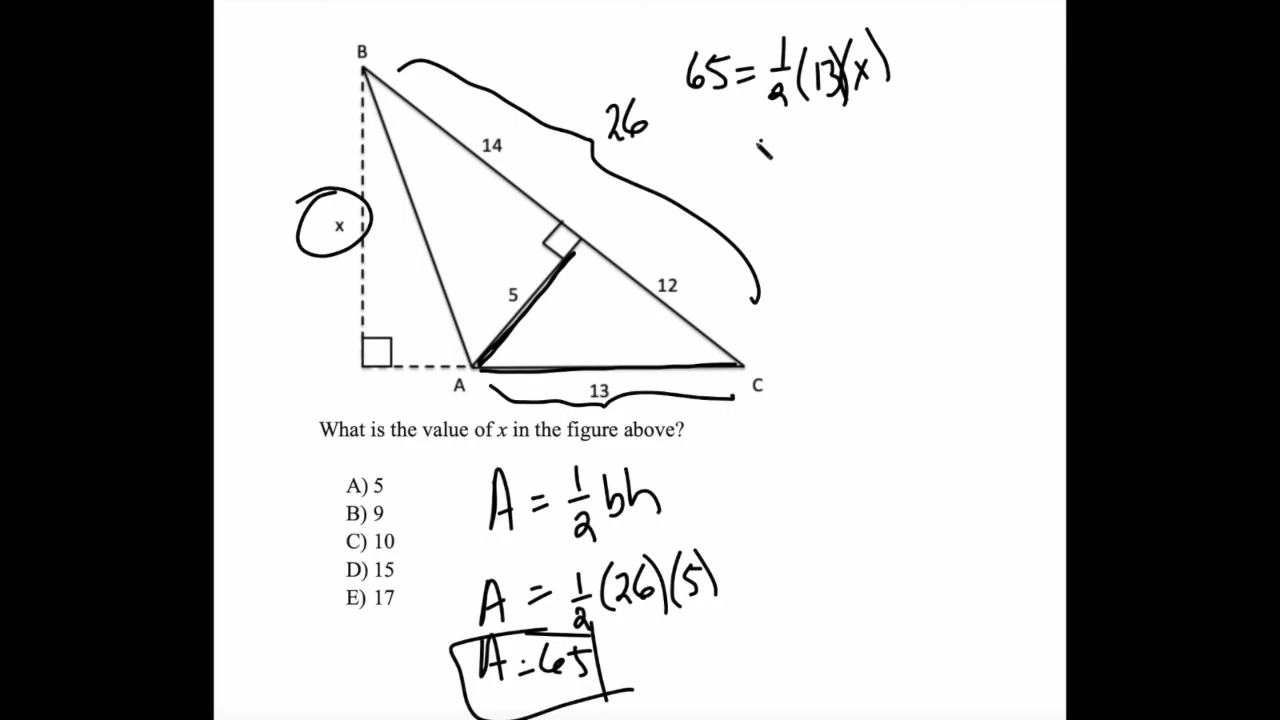 B
65 = 1/2 (13)(x)
26
14
x
5
12
A
13
C
What is the value of x in the figure above?
A) 5
B) 9
C) 10
D) 15
E) 17
A = 1/2 bh
A = 1/2 (26)(5)
A = 65